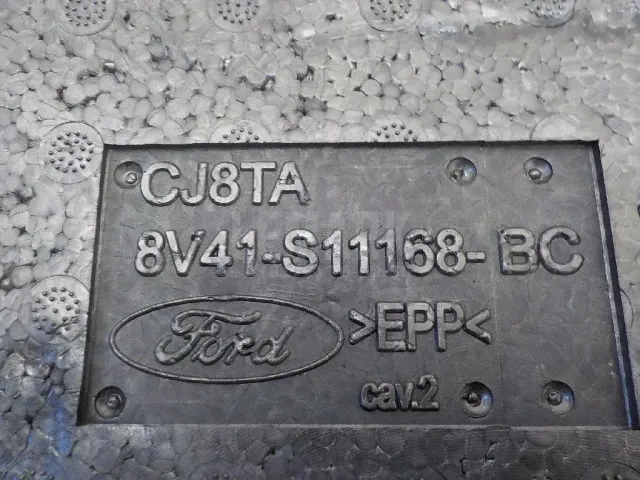 CJ8TA
8V41-S11168-BC
Ford
>EPP<
cav.2